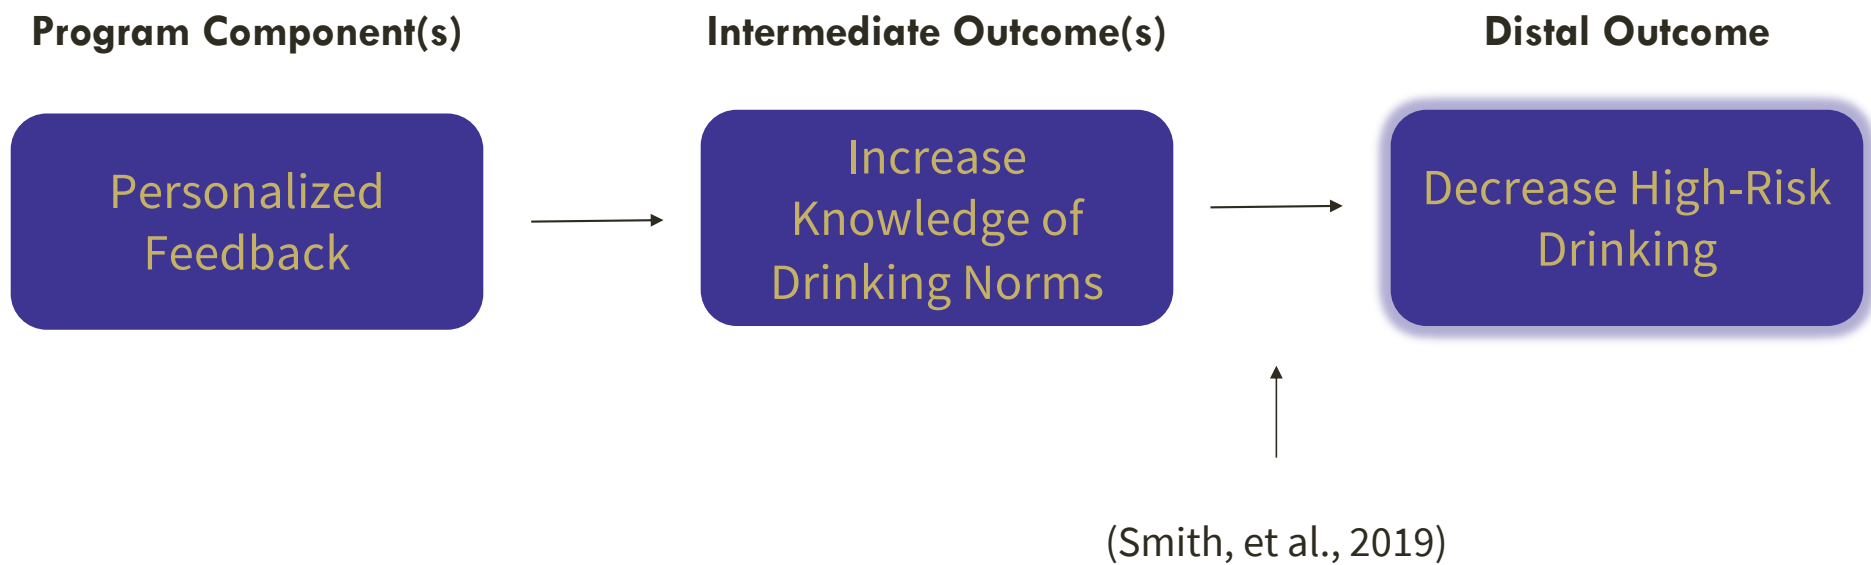 Program Component(s)
Intermediate Outcome(s)
Distal Outcome
Personalized
Feedback
Increase
Knowledge of
Drinking Norms
Decrease High-Risk
Drinking
(Smith, et al., 2019)